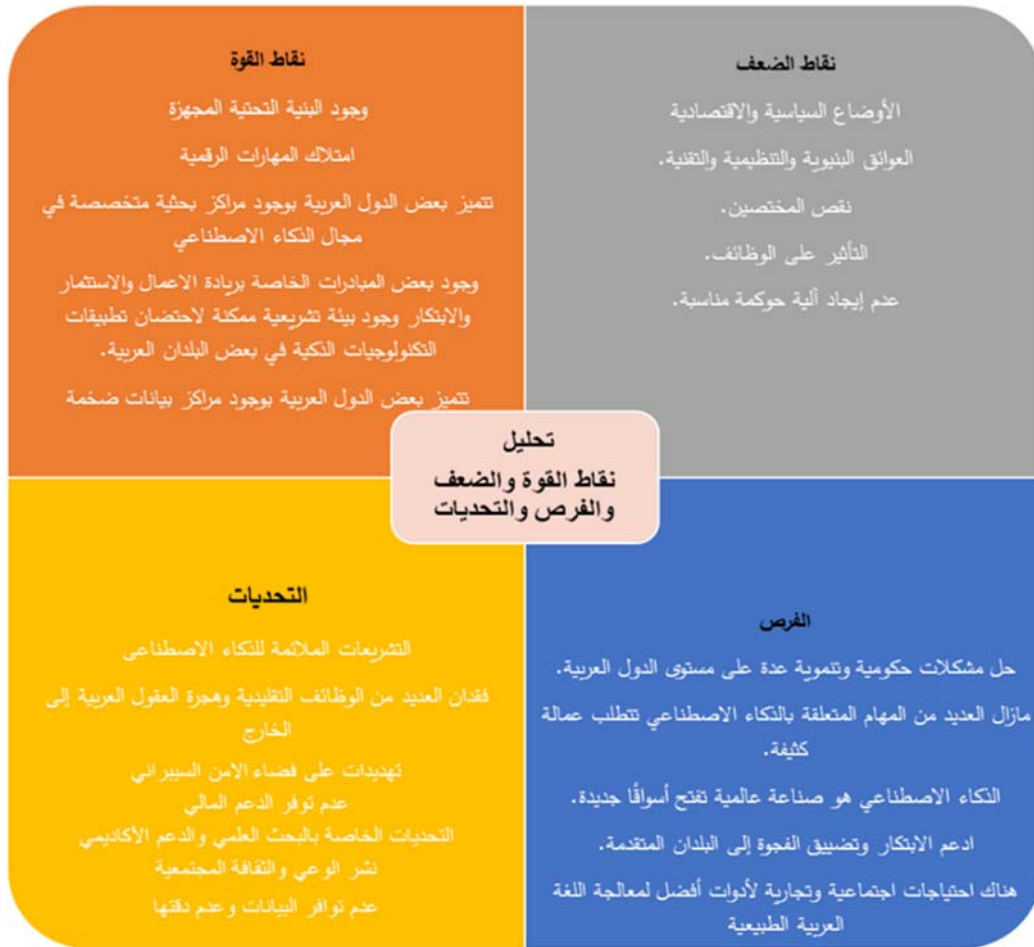 نقاط القوة
وجود البنية التحتية المجهزة
امتلاك المهارات الرقمية
تتميز بعض الدول العربية بوجود مراكز بحثية متخصصة في
مجال الذكاء الاصطناعي
وجود بعض المبادرات الخاصة بريادة الاعمال والاستثمار
والابتكار وجود بيئة تشريعية ممكنة لاحتضان تطبيقات
التكنولوجيات الذكية في بعض البلدان العربية.
تتميز بعض الدول العربية بوجود مراكز بيانات ضخمة
نقاط الضعف
الأوضاع السياسية والاقتصادية
العوائق البنيوية والتنظيمية والتقنية.
نقص المختصين.
التأثير على الوظائف.
عدم إيجاد آلية حوكمة مناسبة.
تحليل
نقاط القوة والضعف
والفرص والتحديات
التحديات
التشريعات الملائمة للذكاء الاصطناعى
فقدان العديد من الوظائف التقليدية وهجرة العقول العربية إلى
الخارج
تهديدات على فضاء الامن السيبراني
عدم توفر الدعم المالي
التحديات الخاصة بالبحث العلمي والدعم الأكاديمي
نشر الوعي والثقافة المجتمعية
عدم توافر البيانات وعدم دقتها
الفرص
حل مشكلات حكومية وتنموية عدة على مستوى الدول العربية.
مازال العديد من المهام المتعلقة بالذكاء الاصطناعي تتطلب عمالة
كثيفة.
الذكاء الاصطناعي هو صناعة عالمية تفتح أسواقًا جديدة.
ادعم الابتكار وتضييق الفجوة إلى البلدان المتقدمة.
هناك احتياجات اجتماعية وتجارية لأدوات أفضل لمعالجة اللغة
العربية الطبيعية